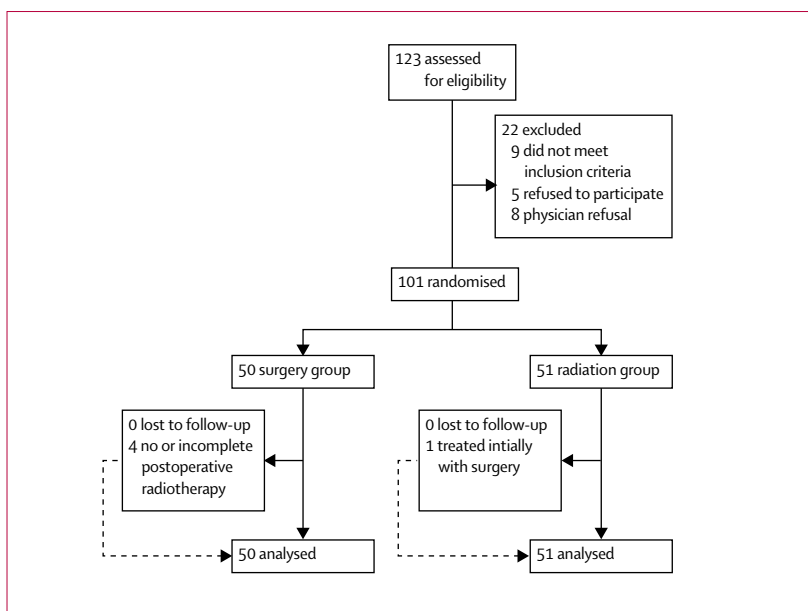 123 assessed
for eligibility
22 excluded
9 did not meet
inclusion criteria
5 refused to participate
8 physician refusal
101 randomised
50 surgery group
51 radiation group
0 lost to follow-up
4 no or incomplete
postoperative
radiotherapy
0 lost to follow-up
1 treated intially
with surgery
50 analysed
51 analysed